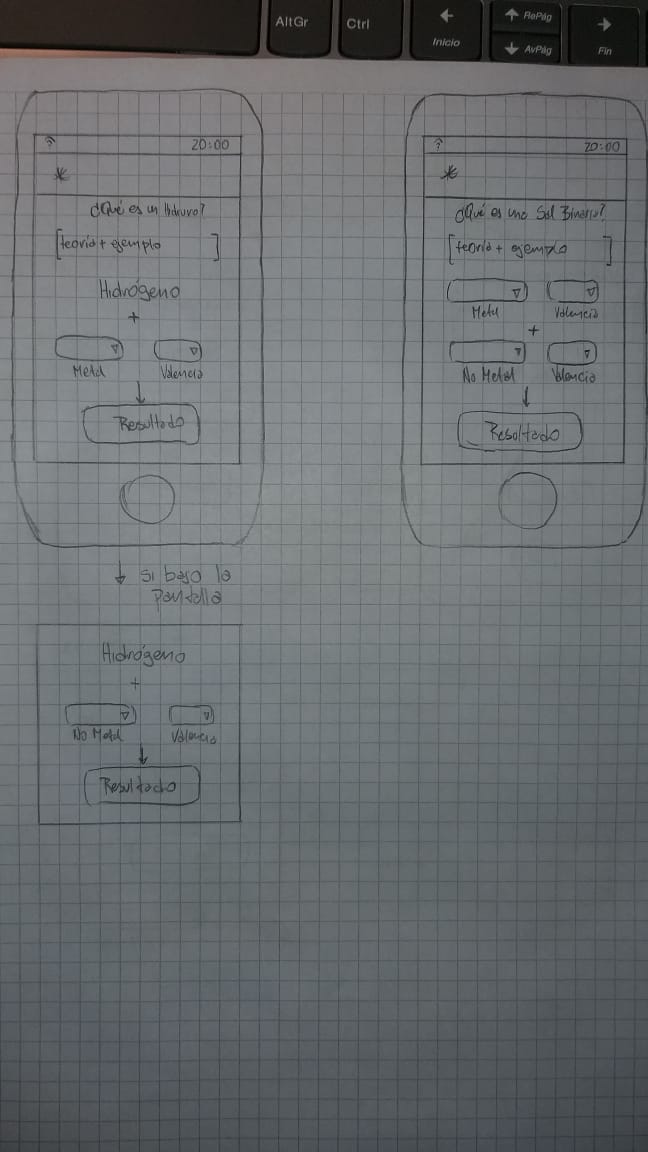 AltGr
Ctrl
Inicio
RePág
AvPág
Fin
20:00
*
¿Qué es un Hidruro?
[teoría + ejemplo]
Hidrógeno
+
Metal Valencia
Resultado
si bajo la
pantalla
Hidrógeno
+
No Metal Valencia
Resultado
20:00
*
¿Qué es una Sal Binaria?
[teoría + ejemplo]
Metal Valencia
+
No Metal Valencia
Resultado